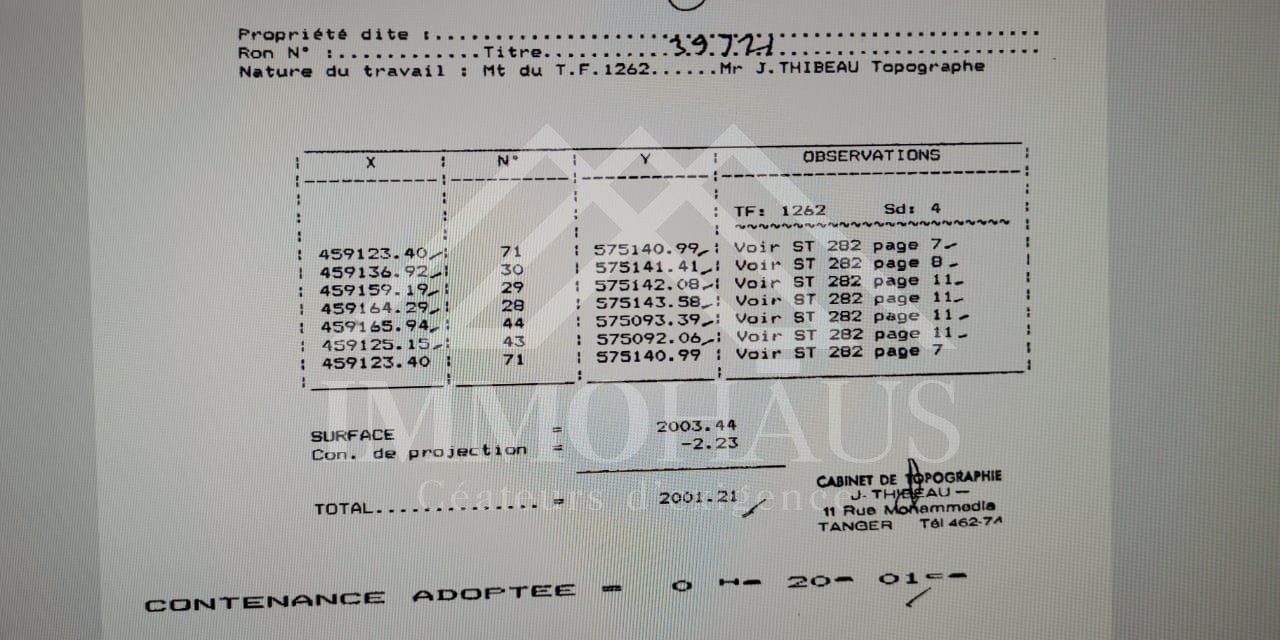 Propriété dite :...............................................
Ron N° :............Titre..........39721..........................
Nature du travail : Mt du T.F.1262......Mr J.THIBEAU Topographe
X N° Y OBSERVATIONS
TF: 1262 Sd: 4
459123.40 71 575140.99 Voir ST 282 page 7
459136.92 30 575141.41 Voir ST 282 page 8
459159.19 29 575142.08 Voir ST 282 page 11
459164.29 28 575143.58 Voir ST 282 page 11
459165.94 44 575093.39 Voir ST 282 page 11
459125.15 43 575092.06 Voir ST 282 page 11
459123.40 71 575140.99 Voir ST 282 page 7
IMMOHAUS
Céateurs d'exigence
SURFACE = 2003.44
Con. de projection = -2.23
TOTAL.............. = 2001.21
CABINET DE TOPOGRAPHIE
J. THIBEAU —
11 Rue Mohammedia
TANGER Tél 462-74
CONTENANCE ADOPTEE = 0 H- 20- 01